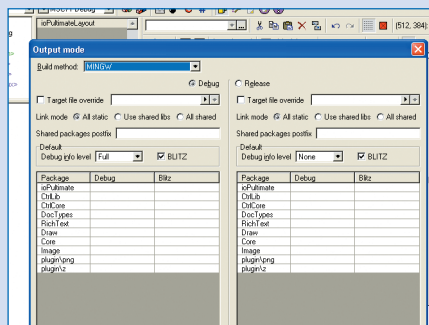 MSC71 Debug
ioPultimateLayout
(512, 384):
Output mode
Build method: MINGW
Debug
Release
Target file override
Target file override
Link mode All static Use shared libs All shared
Link mode All static Use shared libs All shared
Shared packages postfix
Shared packages postfix
Default
Default
Debug info level Full BLITZ
Debug info level None BLITZ
Package Debug Blitz
Package Debug Blitz
ioPultimate
ioPultimate
CtrlLib
CtrlLib
CtrlCore
CtrlCore
DocTypes
DocTypes
RichText
RichText
Draw
Draw
Core
Core
Image
Image
plugin\png
plugin\png
plugin\z
plugin\z